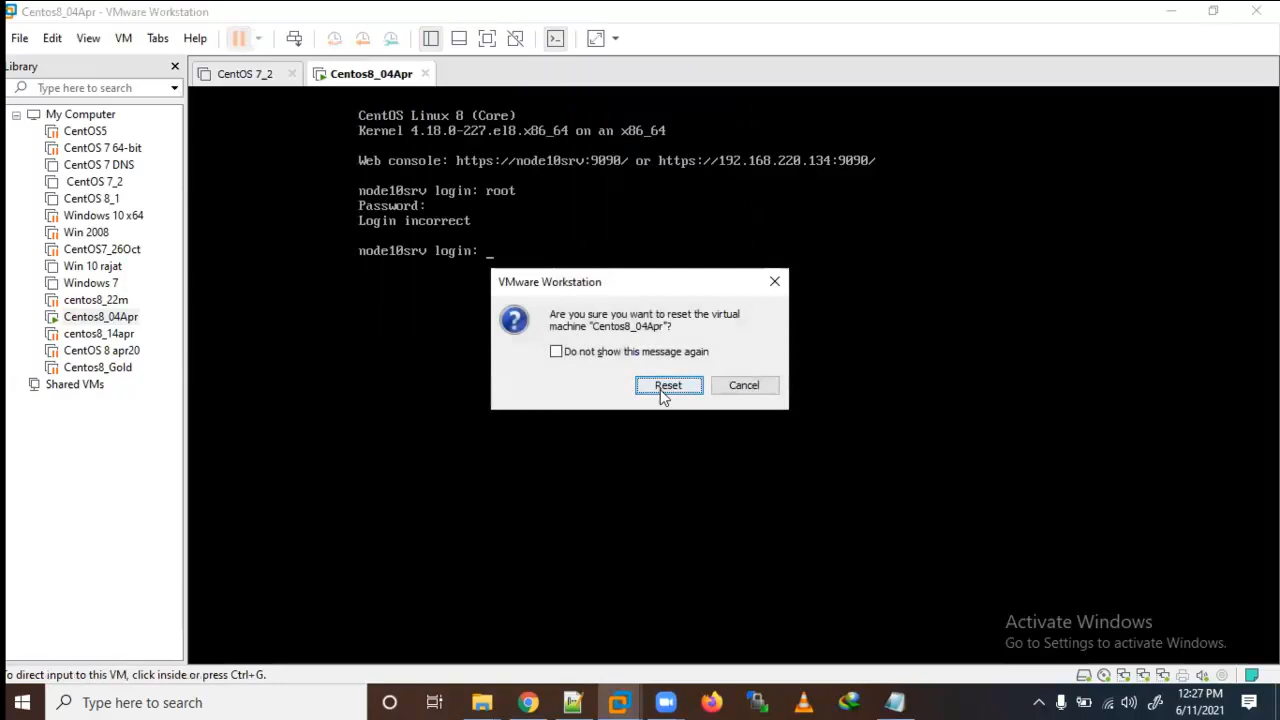 Centos8_04Apr - VMware Workstation
File Edit View VM Tabs Help
Library
Type here to search
My Computer
CentOS5
CentOS 7 64-bit
CentOS 7 DNS
CentOS 7_2
CentOS 8_1
Windows 10 x64
Win 2008
CentOS7_26Oct
Win 10 rajat
Windows 7
centos8_22m
Centos8_04Apr
centos8_14apr
CentOS 8 apr20
Centos8_Gold
Shared VMs
CentOS 7_2
Centos8_04Apr
CentOS Linux 8 (Core)
Kernel 4.18.0-227.el8.x86_64 on an x86_64
Web console: https://node10srv:9090/ or https://192.168.220.134:9090/
node10srv login: root
Password:
Login incorrect
node10srv login: _
VMware Workstation
Are you sure you want to reset the virtual
machine "Centos8_04Apr"?
Do not show this message again
Reset Cancel
Activate Windows
Go to Settings to activate Windows.
To direct input to this VM, click inside or press Ctrl+G.
Type here to search
12:27 PM
6/11/2021